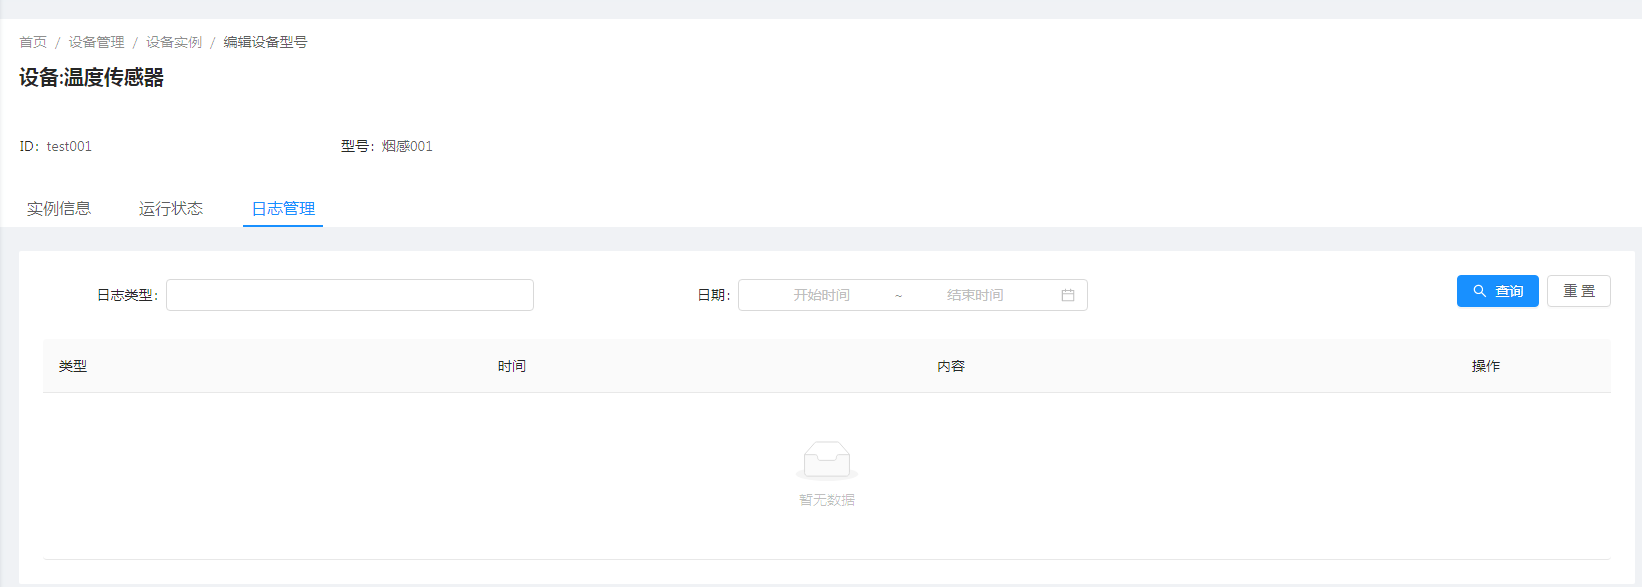 首页 / 设备管理 / 设备实例 / 编辑设备型号
设备:温度传感器
ID: test001 型号: 烟感001
实例信息 运行状态 日志管理
日志类型: 日期: 开始时间 ~ 结束时间 查询 重 置
类型 时间 内容 操作
暂无数据